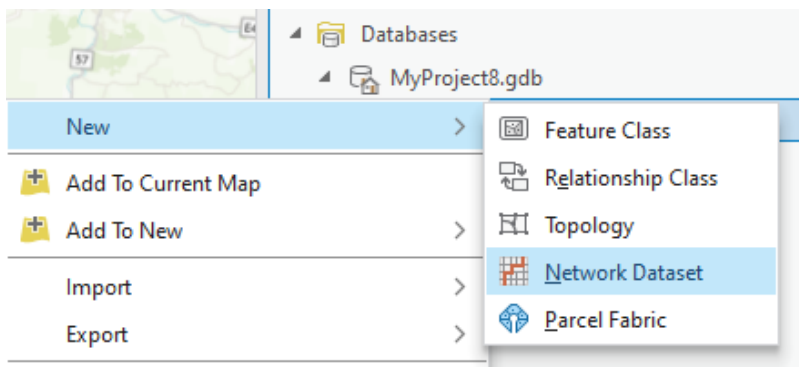 57
Databases
MyProject8.gdb
New
Feature Class
Add To Current Map
Relationship Class
Add To New
Topology
Import
Network Dataset
Export
Parcel Fabric